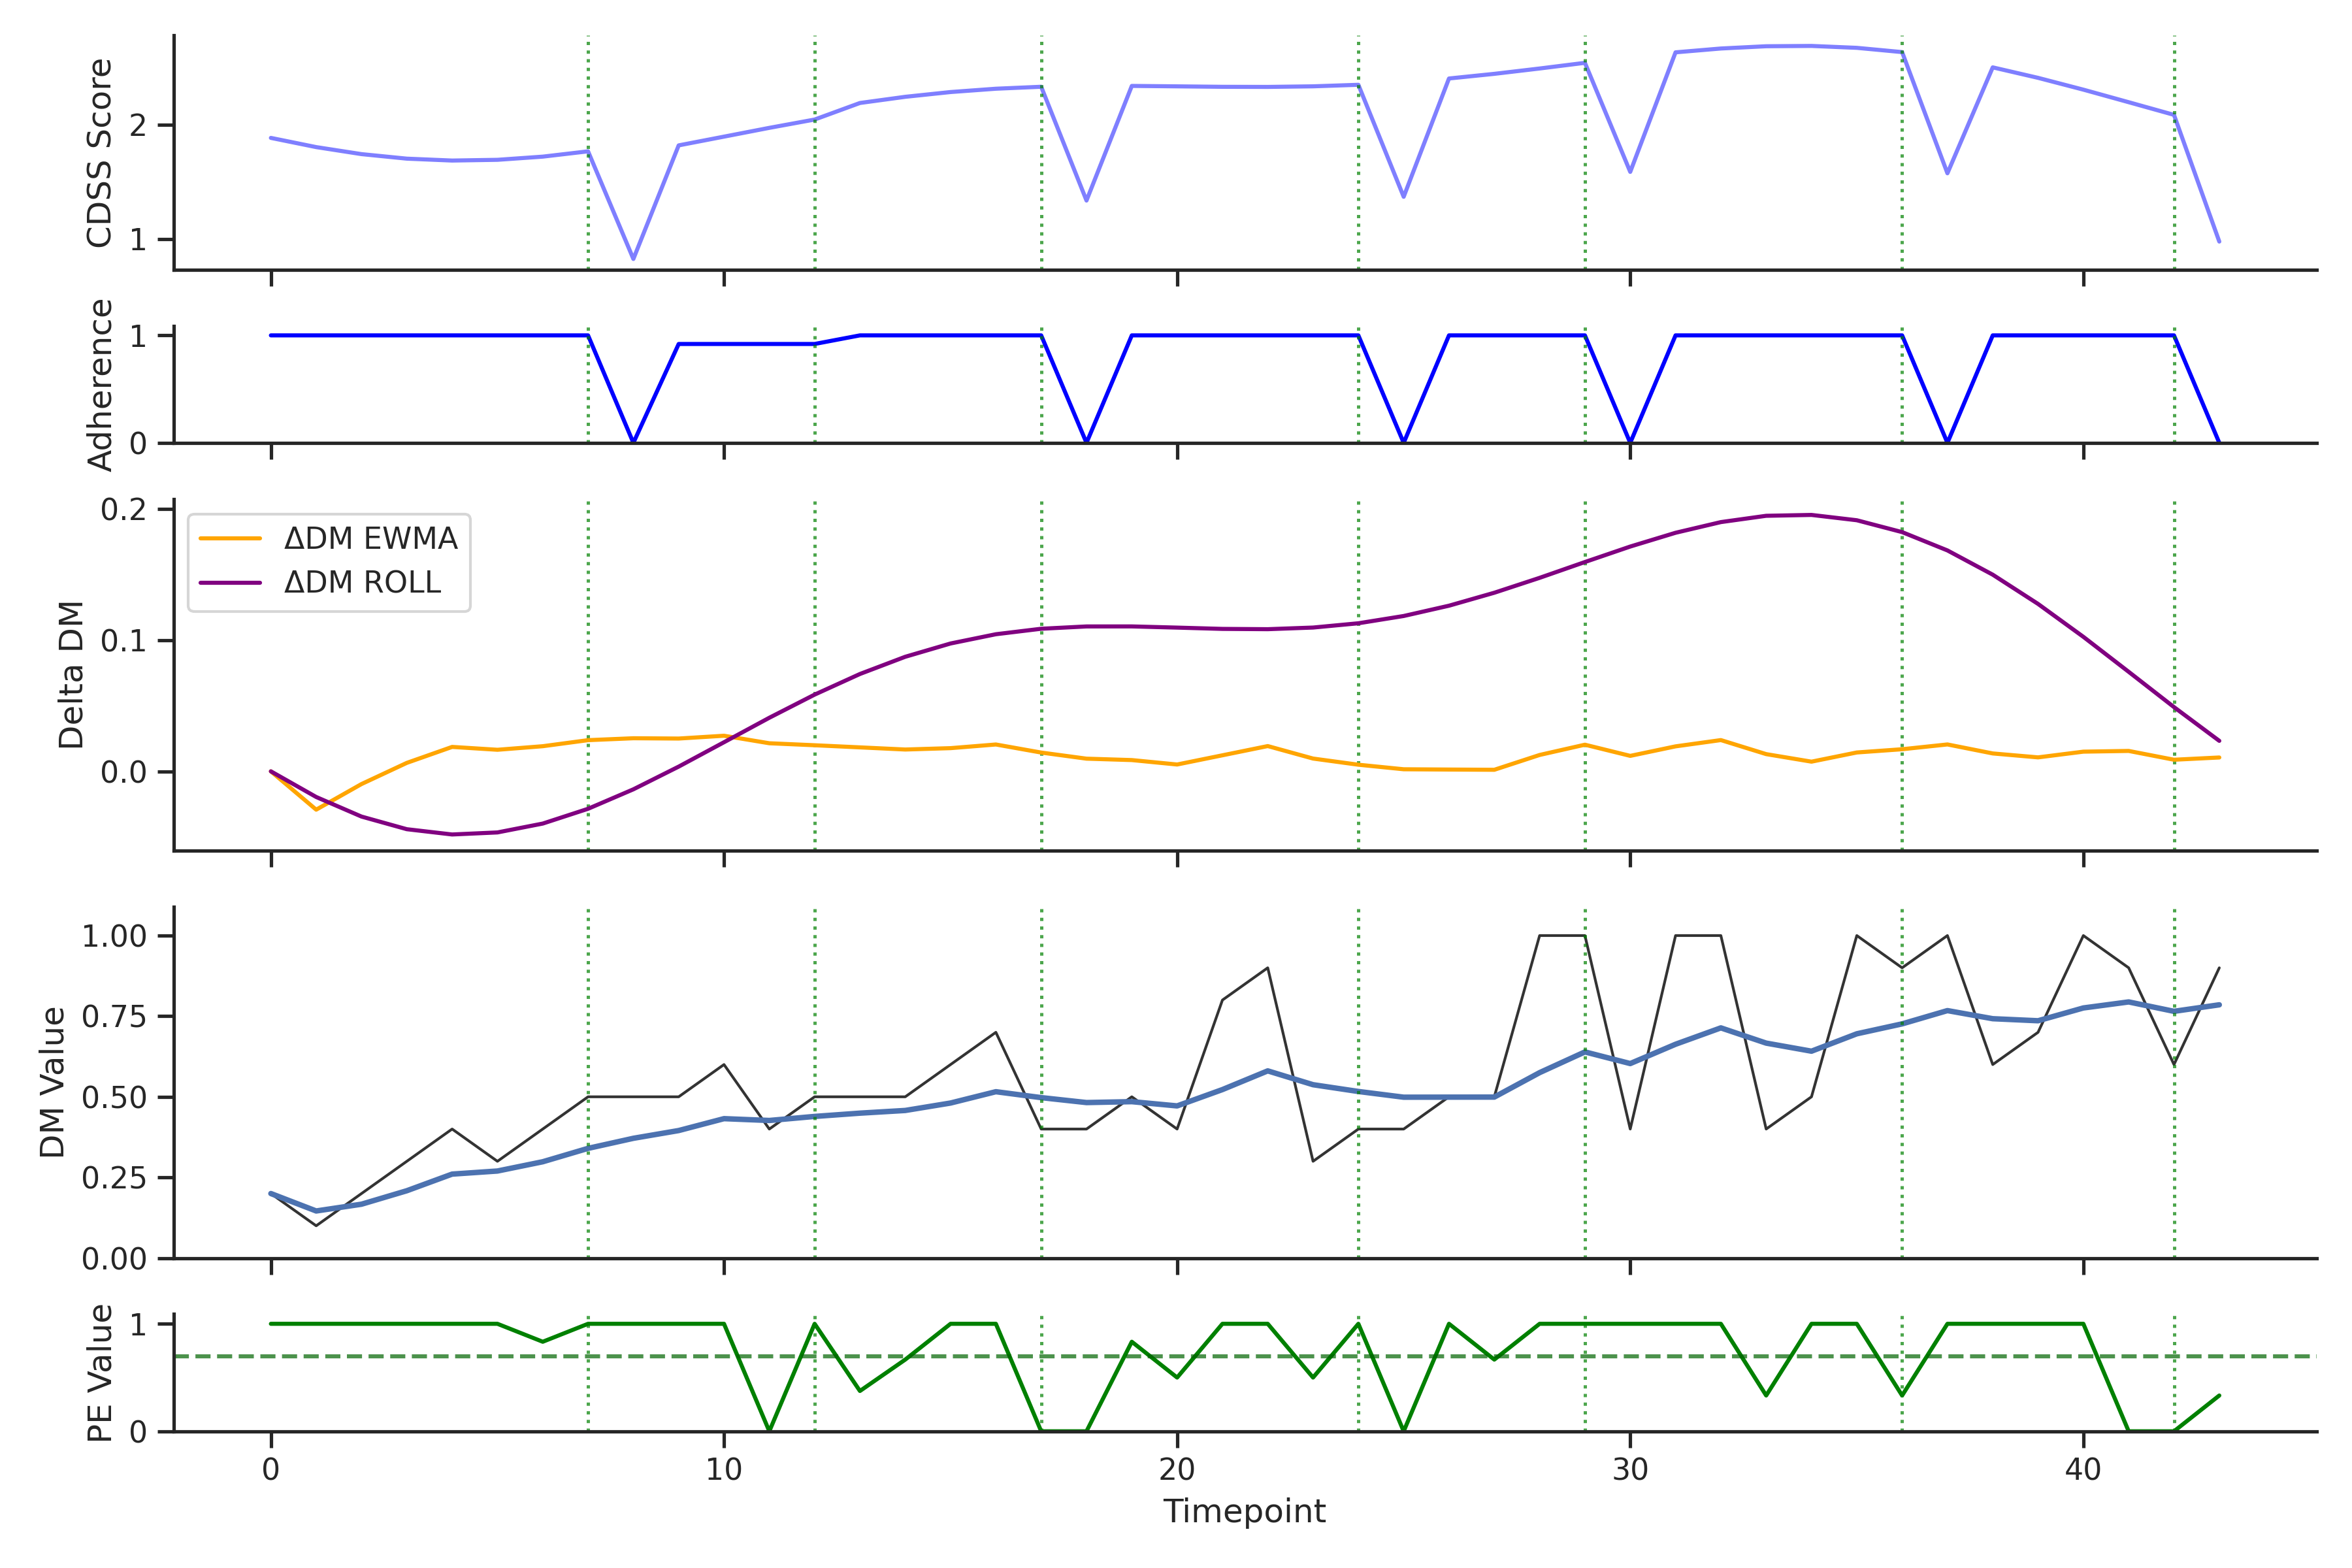 CDSS Score
2
1
Adherence
1
0
Delta DM
0.2
0.1
0.0
ΔDM EWMA
ΔDM ROLL
DM Value
1.00
0.75
0.50
0.25
0.00
PE Value
1
0
0 10 20 30 40
Timepoint